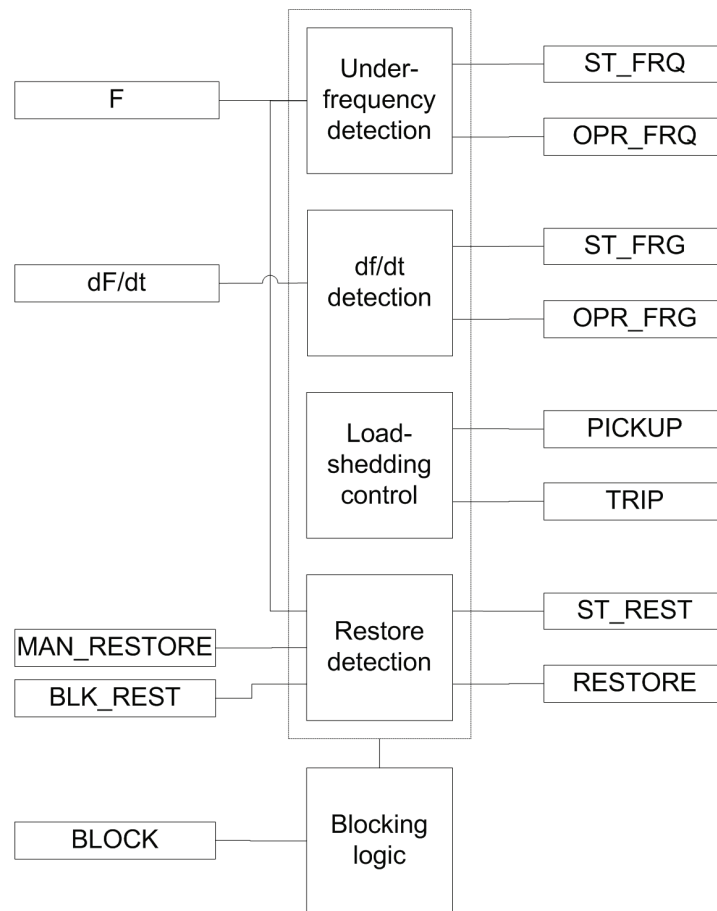 F
dF/dt
MAN_RESTORE
BLK_REST
BLOCK
Under-
frequency
detection
df/dt
detection
Load-
shedding
control
Restore
detection
Blocking
logic
ST_FRQ
OPR_FRQ
ST_FRG
OPR_FRG
PICKUP
TRIP
ST_REST
RESTORE